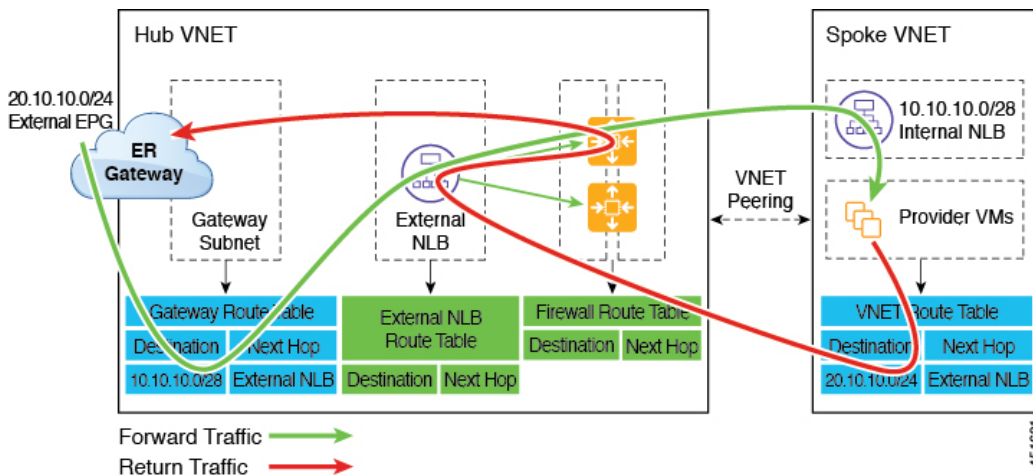 Hub VNET
Spoke VNET
20.10.10.0/24
External EPG
ER
Gateway
Gateway
Subnet
External
NLB
VNET
Peering
10.10.10.0/28
Internal NLB
Provider VMs
Gateway Route Table
Destination
Next Hop
10.10.10.0/28
External NLB
External NLB
Route Table
Destination
Next Hop
Firewall Route Table
Destination
Next Hop
VNET Route Table
Destination
Next Hop
20.10.10.0/24
External NLB
Forward Traffic
Return Traffic